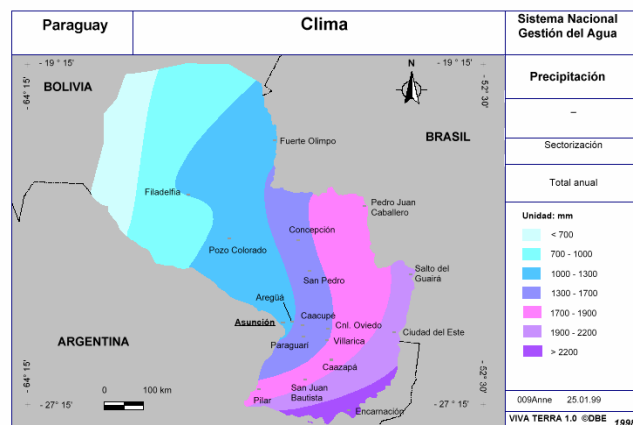 Paraguay
Clima
Sistema Nacional
Gestión del Agua
Precipitación
–
Sectorización
Total anual
Unidad: mm
< 700
700 - 1000
1000 - 1300
1300 - 1700
1700 - 1900
1900 - 2200
> 2200
009Anne 25.01.99
VIVA TERRA 1.0 ©DBE 1998
- 19° 15'
- 64° 15'
BOLIVIA
N
- 19° 15'
- 52° 30'
BRASIL
Fuerte Olimpo
Filadelfia
Pedro Juan
Caballero
Concepción
Pozo Colorado
San Pedro
Salto del
Guairá
Aregüá
Asunción
Caacupé
Cnl. Oviedo
Ciudad del Este
ARGENTINA
Paraguarí
Villarica
Caazapá
San Juan
Bautista
Pilar
Encarnación
0 100 km
- 64° 15'
- 27° 15'
- 52° 30'
- 27° 15'